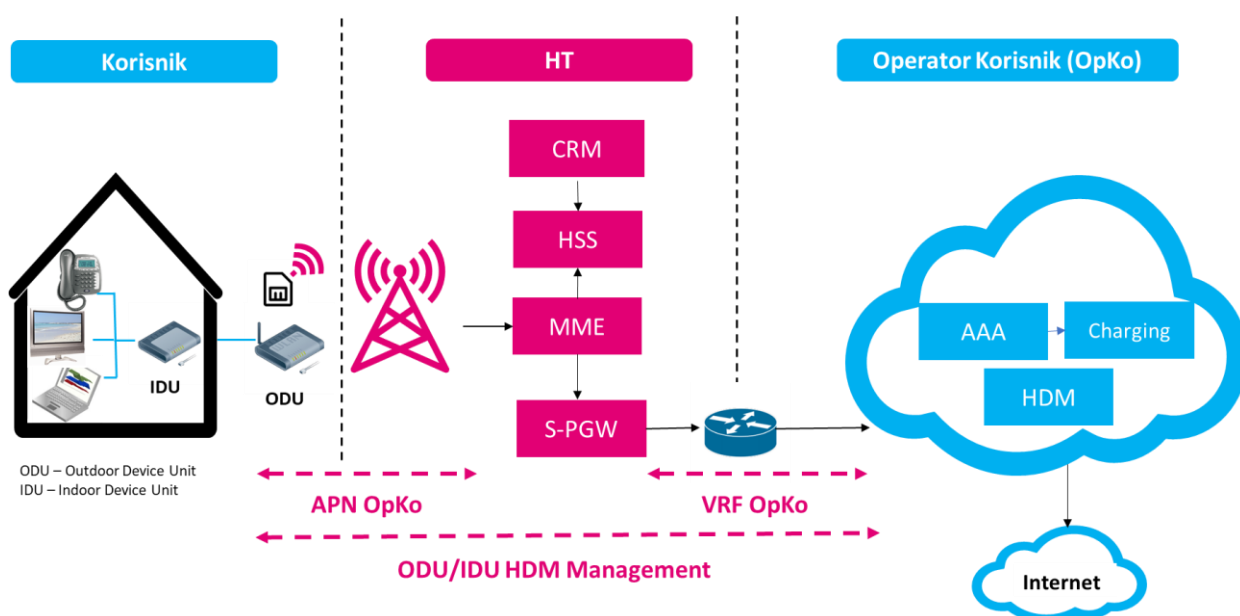 Korisnik
HT
Operator Korisnik (OpKo)
CRM
HSS
MME
S-PGW
IDU
ODU
AAA
Charging
HDM
ODU – Outdoor Device Unit
IDU – Indoor Device Unit
APN OpKo
VRF OpKo
ODU/IDU HDM Management
Internet